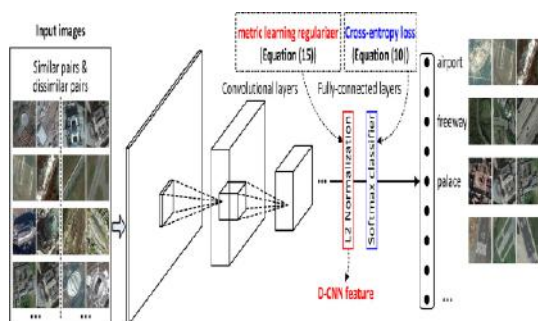 Input images
Similar pairs &
dissimilar pairs
...
...
metric learning regularizer
(Equation (15))
Cross-entropy loss
(Equation (10))
Convolutional layers
Fully-connected layers
...
L2 Normalization
Softmax classifier
D-CNN feature
airport
freeway
palace
...